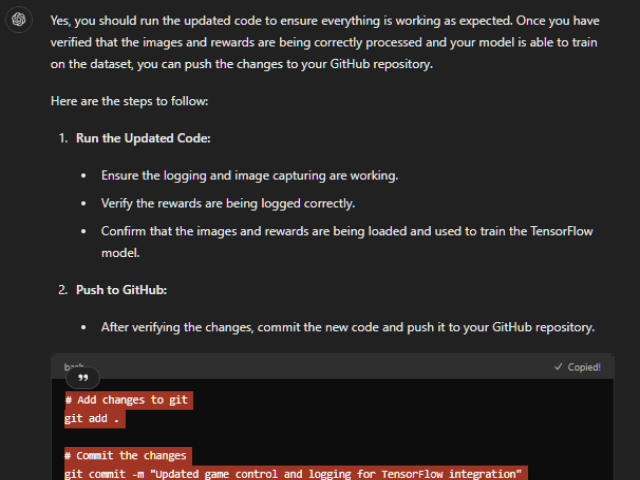 Yes, you should run the updated code to ensure everything is working as expected. Once you have
verified that the images and rewards are being correctly processed and your model is able to train
on the dataset, you can push the changes to your GitHub repository.
Here are the steps to follow:
1. Run the Updated Code:
• Ensure the logging and image capturing are working.
• Verify the rewards are being logged correctly.
• Confirm that the images and rewards are being loaded and used to train the TensorFlow
model.
2. Push to GitHub:
• After verifying the changes, commit the new code and push it to your GitHub repository.
✓ Copied!
# Add changes to git
git add .
# Commit the changes
git commit -m "Updated game control and logging for TensorFlow integration"